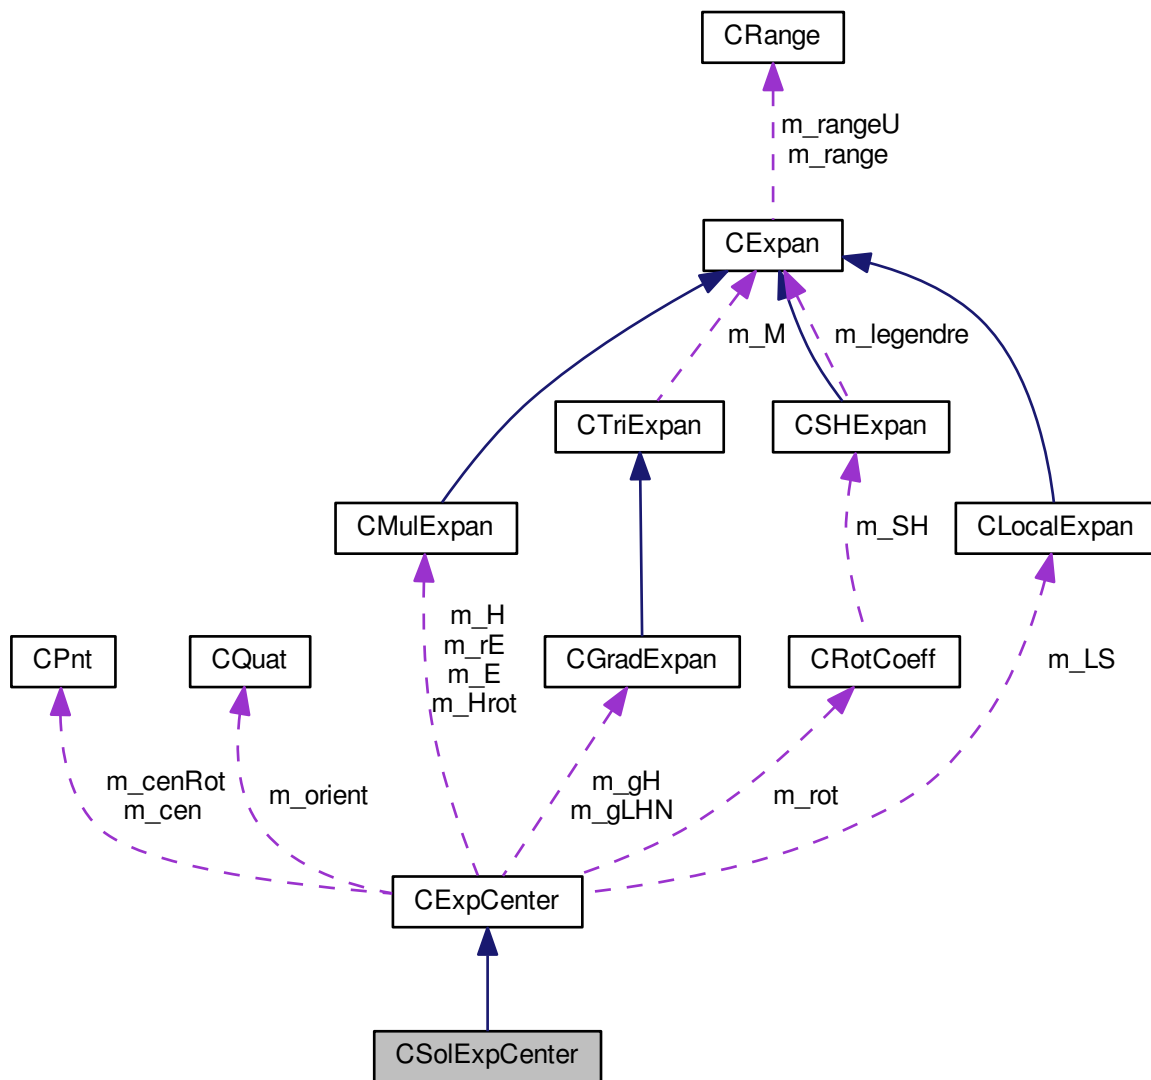 CRange
m_rangeU
m_range
CExpan
m_M
m_legendre
CTriExpan
CSHExpan
CMulExpan
m_SH
CLocalExpan
m_H
m_rE
m_E
m_Hrot
CPnt
CQuat
CGradExpan
CRotCoeff
m_LS
m_cenRot
m_cen
m_orient
m_gH
m_gLHN
m_rot
CExpCenter
CSolExpCenter